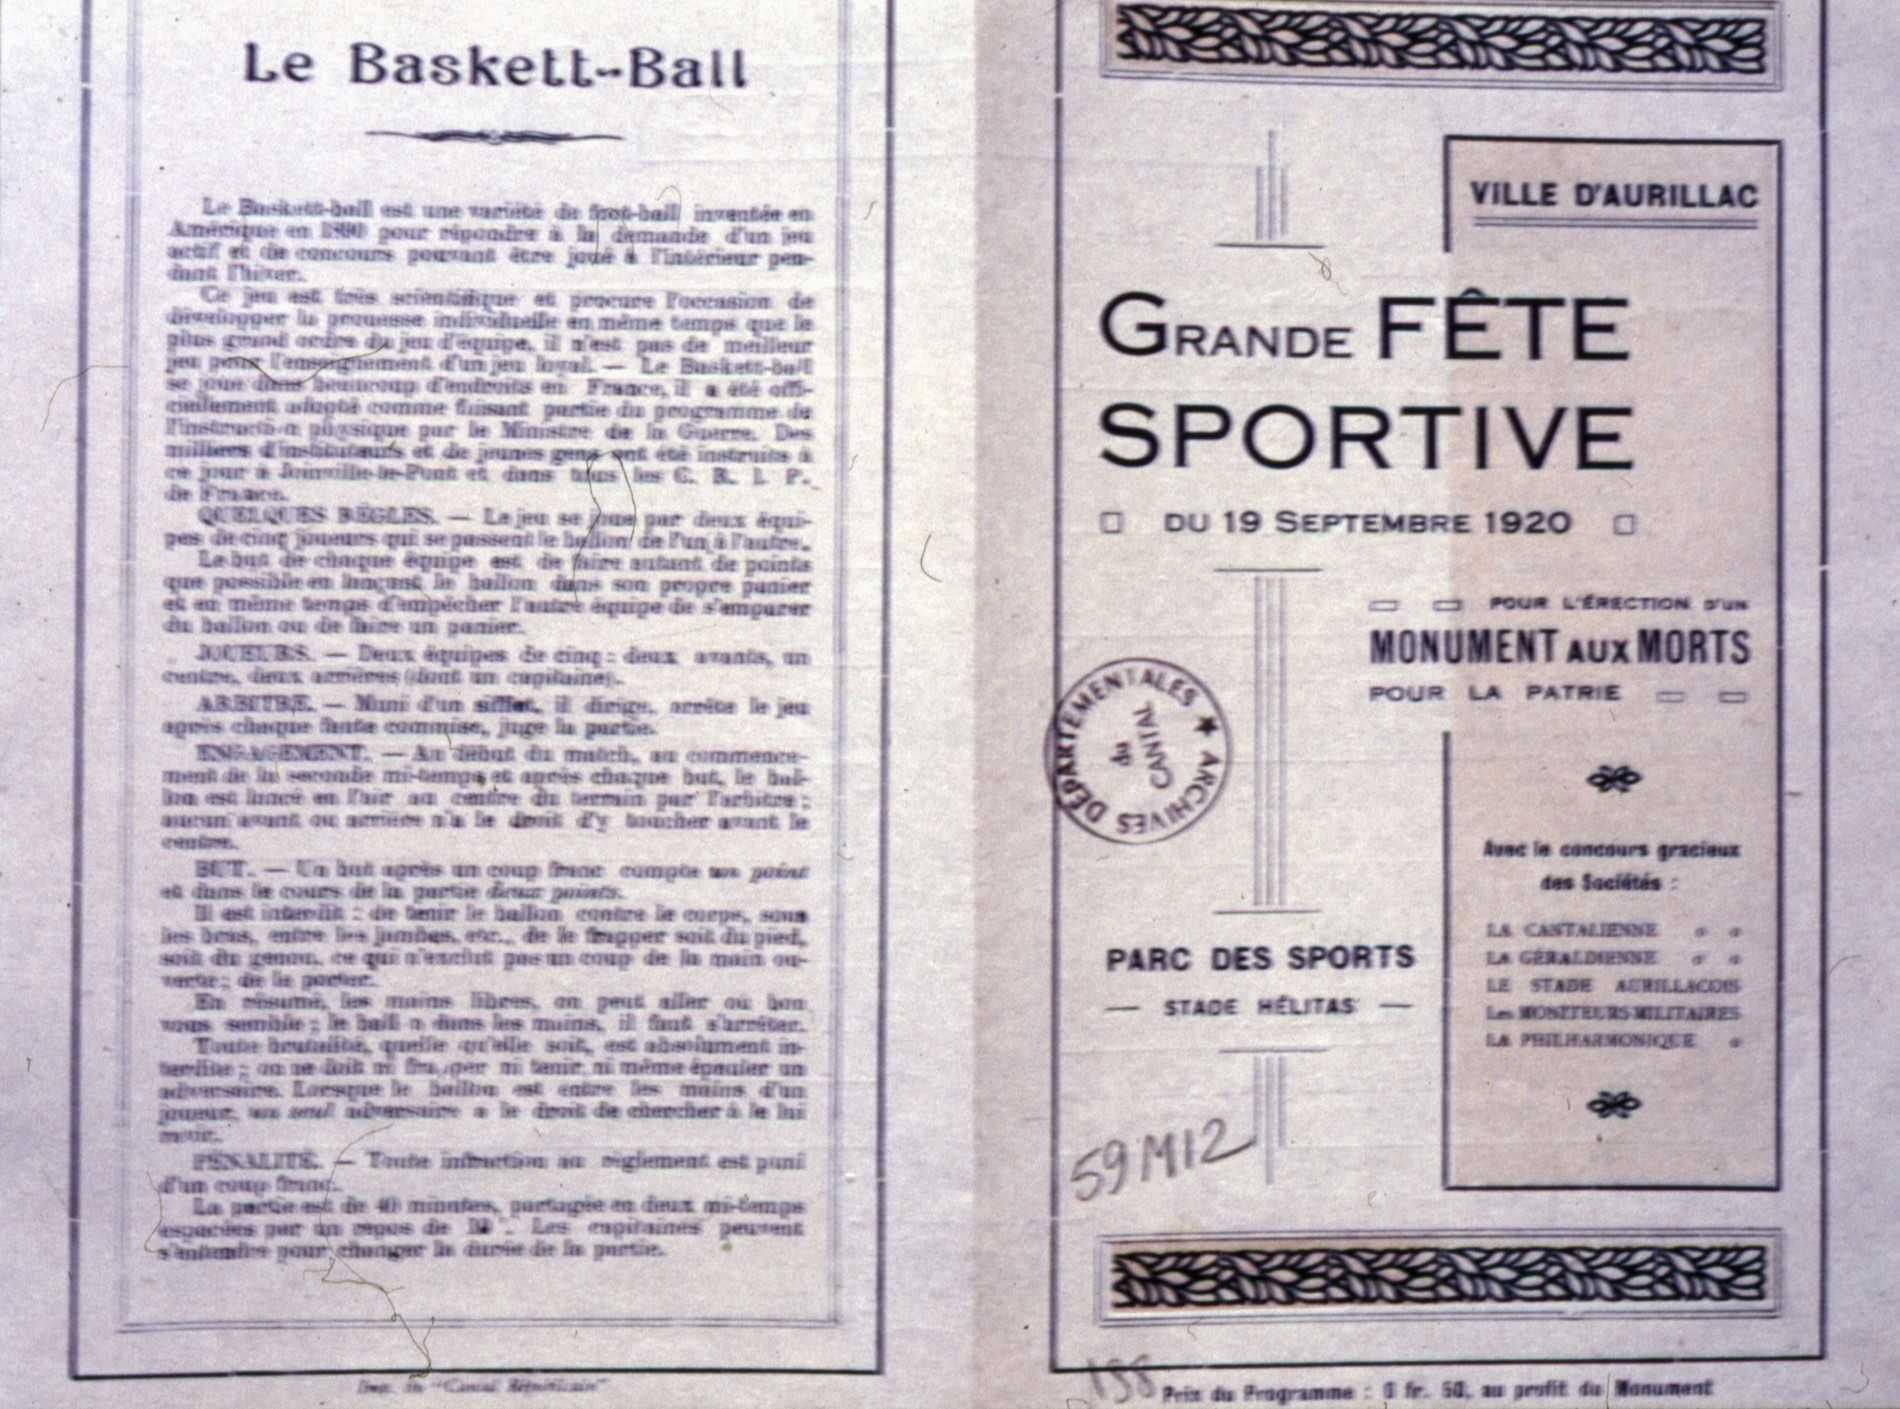 Le Baskett-Ball
Le Baskett-ball est une variété de foot-ball inventée en
Amérique en 1890 pour répondre à la demande d'un jeu
actif et de concours pouvant être joué à l'intérieur pen-
dant l'hiver.
Ce jeu est très scientifique et procure l'occasion de
développer la prouesse individuelle en même temps que le
plus grand ordre du jeu d'équipe, il n'est pas de meilleur
jeu pour l'enseignement d'un jeu loyal. — Le Baskett-ball
se joue dans beaucoup d'endroits en France, il a été offi-
ciellement adopté comme faisant partie du programme de
l'instruction physique par le Ministre de la Guerre. Des
milliers d'instituteurs et de jeunes gens ont été instruits à
ce jour à Joinville-le-Pont et dans tous les C. R. I. P.
de France.
QUELQUES RÈGLES. — Le jeu se joue par deux équi-
pes de cinq joueurs qui se passent le ballon de l'un à l'autre.
Le but de chaque équipe est de faire autant de points
que possible en lançant le ballon dans son propre panier
et en même temps d'empêcher l'autre équipe de s'emparer
du ballon ou de faire un panier.
JOUEURS. — Deux équipes de cinq : deux avants, un
centre, deux arrières (dont un capitaine).
ARBITRE. — Muni d'un sifflet, il dirige, arrête le jeu
après chaque faute commise, juge la partie.
ENGAGEMENT. — Au début du match, au commence-
ment de la seconde mi-temps et après chaque but, le bal-
lon est lancé en l'air au centre du terrain par l'arbitre ;
aucun avant ou arrière n'a le droit d'y toucher avant le
centre.
BUT. — Un but après un coup franc compte un point
et dans le cours de la partie deux points.
Il est interdit : de tenir le ballon contre le corps, sous
les bras, entre les jambes, etc., de le frapper soit du pied,
soit du genou, ce qui n'exclut pas un coup de la main ou-
verte ; de le porter.
En résumé, les mains libres, on peut aller où bon
vous semble ; le ball n dans les mains, il faut s'arrêter.
Toute brutalité, quelle qu'elle soit, est absolument in-
terdite ; on ne doit ni frapper ni tenir, ni même épauler un
adversaire. Lorsque le ballon est entre les mains d'un
joueur, un seul adversaire a le droit de chercher à le lui
PÉNALITÉ. — Toute infraction au règlement est puni
d'un coup franc.
La partie est de 40 minutes, partagée en deux mi-temps
espacées par un repos de 10'. Les capitaines peuvent
s'entendre pour changer la durée de la partie.
Imp. du "Cantal Républicain"
VILLE D'AURILLAC
GRANDE FÊTE
SPORTIVE
DU 19 SEPTEMBRE 1920
POUR L'ÉRECTION D'UN
MONUMENT AUX MORTS
POUR LA PATRIE
ARCHIVES DÉPARTEMENTALES ★
du
CANTAL
Avec le concours gracieux
des Sociétés :
LA CANTALIENNE
LA GÉRALDIENNE
LE STADE AURILLACOIS
Les MONITEURS MILITAIRES
LA PHILHARMONIQUE
PARC DES SPORTS
— STADE HÉLITAS —
59 M12
138
Prix du Programme : 0 fr. 50, au profit du Monument